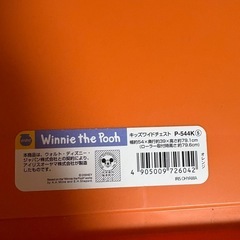 Winnie the Pooh
キッズワイドチェスト P-544K⑤
幅約54×奥行約39×高さ約78.1cm
(ローラー取付時高さ約79.6cm)
本商品は、ウォルト・ディズニー・
ジャパン株式会社との契約により、
アイリスオーヤマ株式会社が
製造したものです。
©DISNEY
オレンジ
4 905009 726042